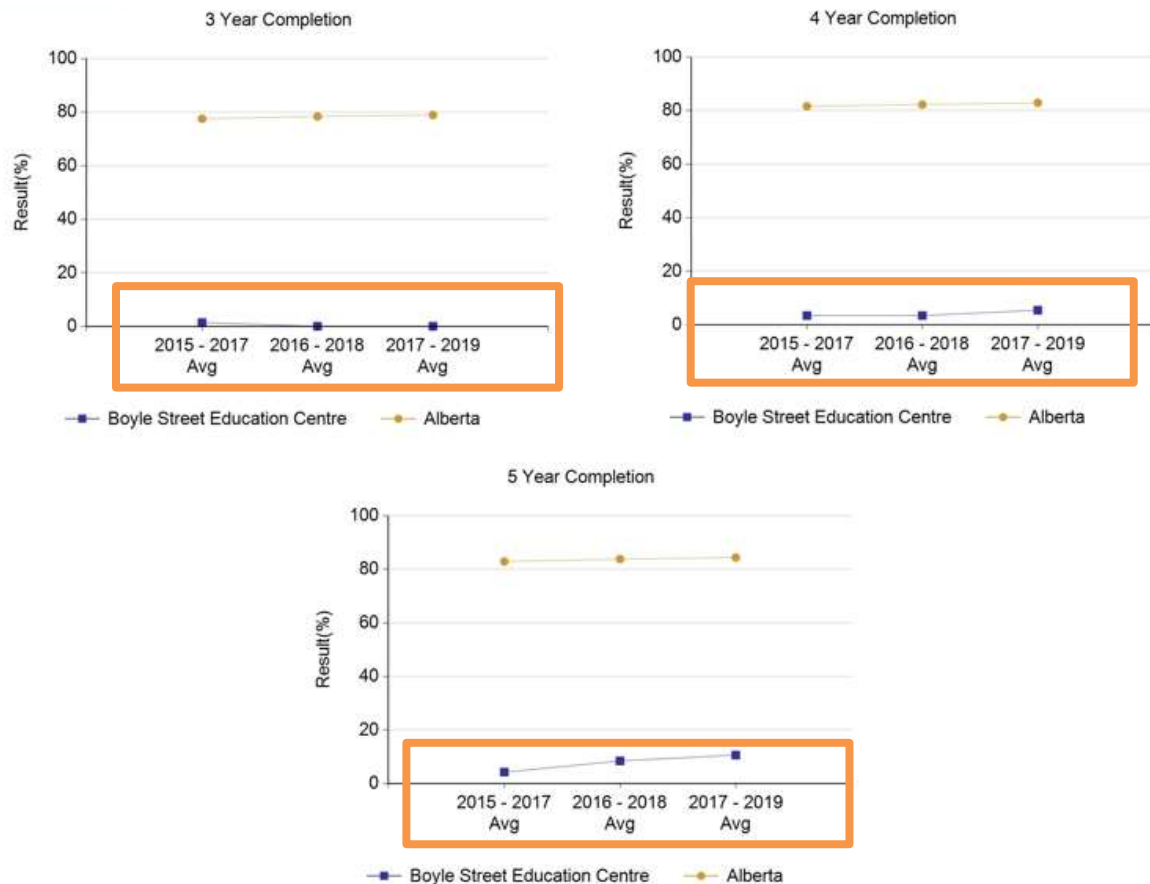 3 Year Completion
100
80
60
40
20
0
Result(%)
2015 - 2017 2016 - 2018 2017 - 2019
Avg Avg Avg
Boyle Street Education Centre Alberta
4 Year Completion
100
80
60
40
20
0
Result(%)
2015 - 2017 2016 - 2018 2017 - 2019
Avg Avg Avg
Boyle Street Education Centre Alberta
5 Year Completion
100
80
60
40
20
0
Result(%)
2015 - 2017 2016 - 2018 2017 - 2019
Avg Avg Avg
Boyle Street Education Centre Alberta